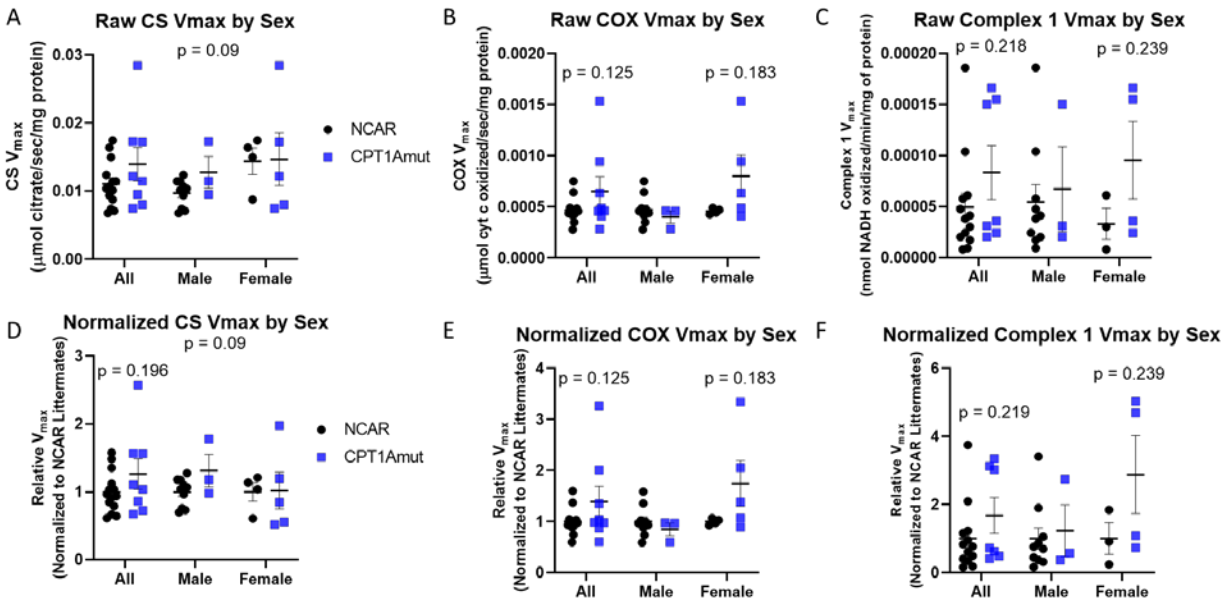 A
Raw CS Vmax by Sex
p = 0.09
CS Vmax
(μmol citrate/sec/mg protein)
0.03
0.02
0.01
0.00
All
Male
Female
NCAR
CPT1Amut
B
Raw COX Vmax by Sex
p = 0.125
p = 0.183
COX Vmax
(μmol cyt c oxidized/sec/mg of protein)
0.0020
0.0015
0.0010
0.0005
0.0000
All
Male
Female
C
Raw Complex 1 Vmax by Sex
p = 0.218
p = 0.239
Complex 1 Vmax
(nmol NADH oxidized/min/mg of protein)
0.00020
0.00015
0.00010
0.00005
0.00000
All
Male
Female
D
Normalized CS Vmax by Sex
p = 0.09
p = 0.196
Relative Vmax
(Normalized to NCAR Littermates)
3
2
1
0
All
Male
Female
NCAR
CPT1Amut
E
Normalized COX Vmax by Sex
p = 0.125
p = 0.183
Relative Vmax
(Normalized to NCAR Littermates)
4
3
2
1
0
All
Male
Female
F
Normalized Complex 1 Vmax by Sex
p = 0.239
p = 0.219
Relative Vmax
(Normalized to NCAR Littermates)
6
4
2
0
All
Male
Female